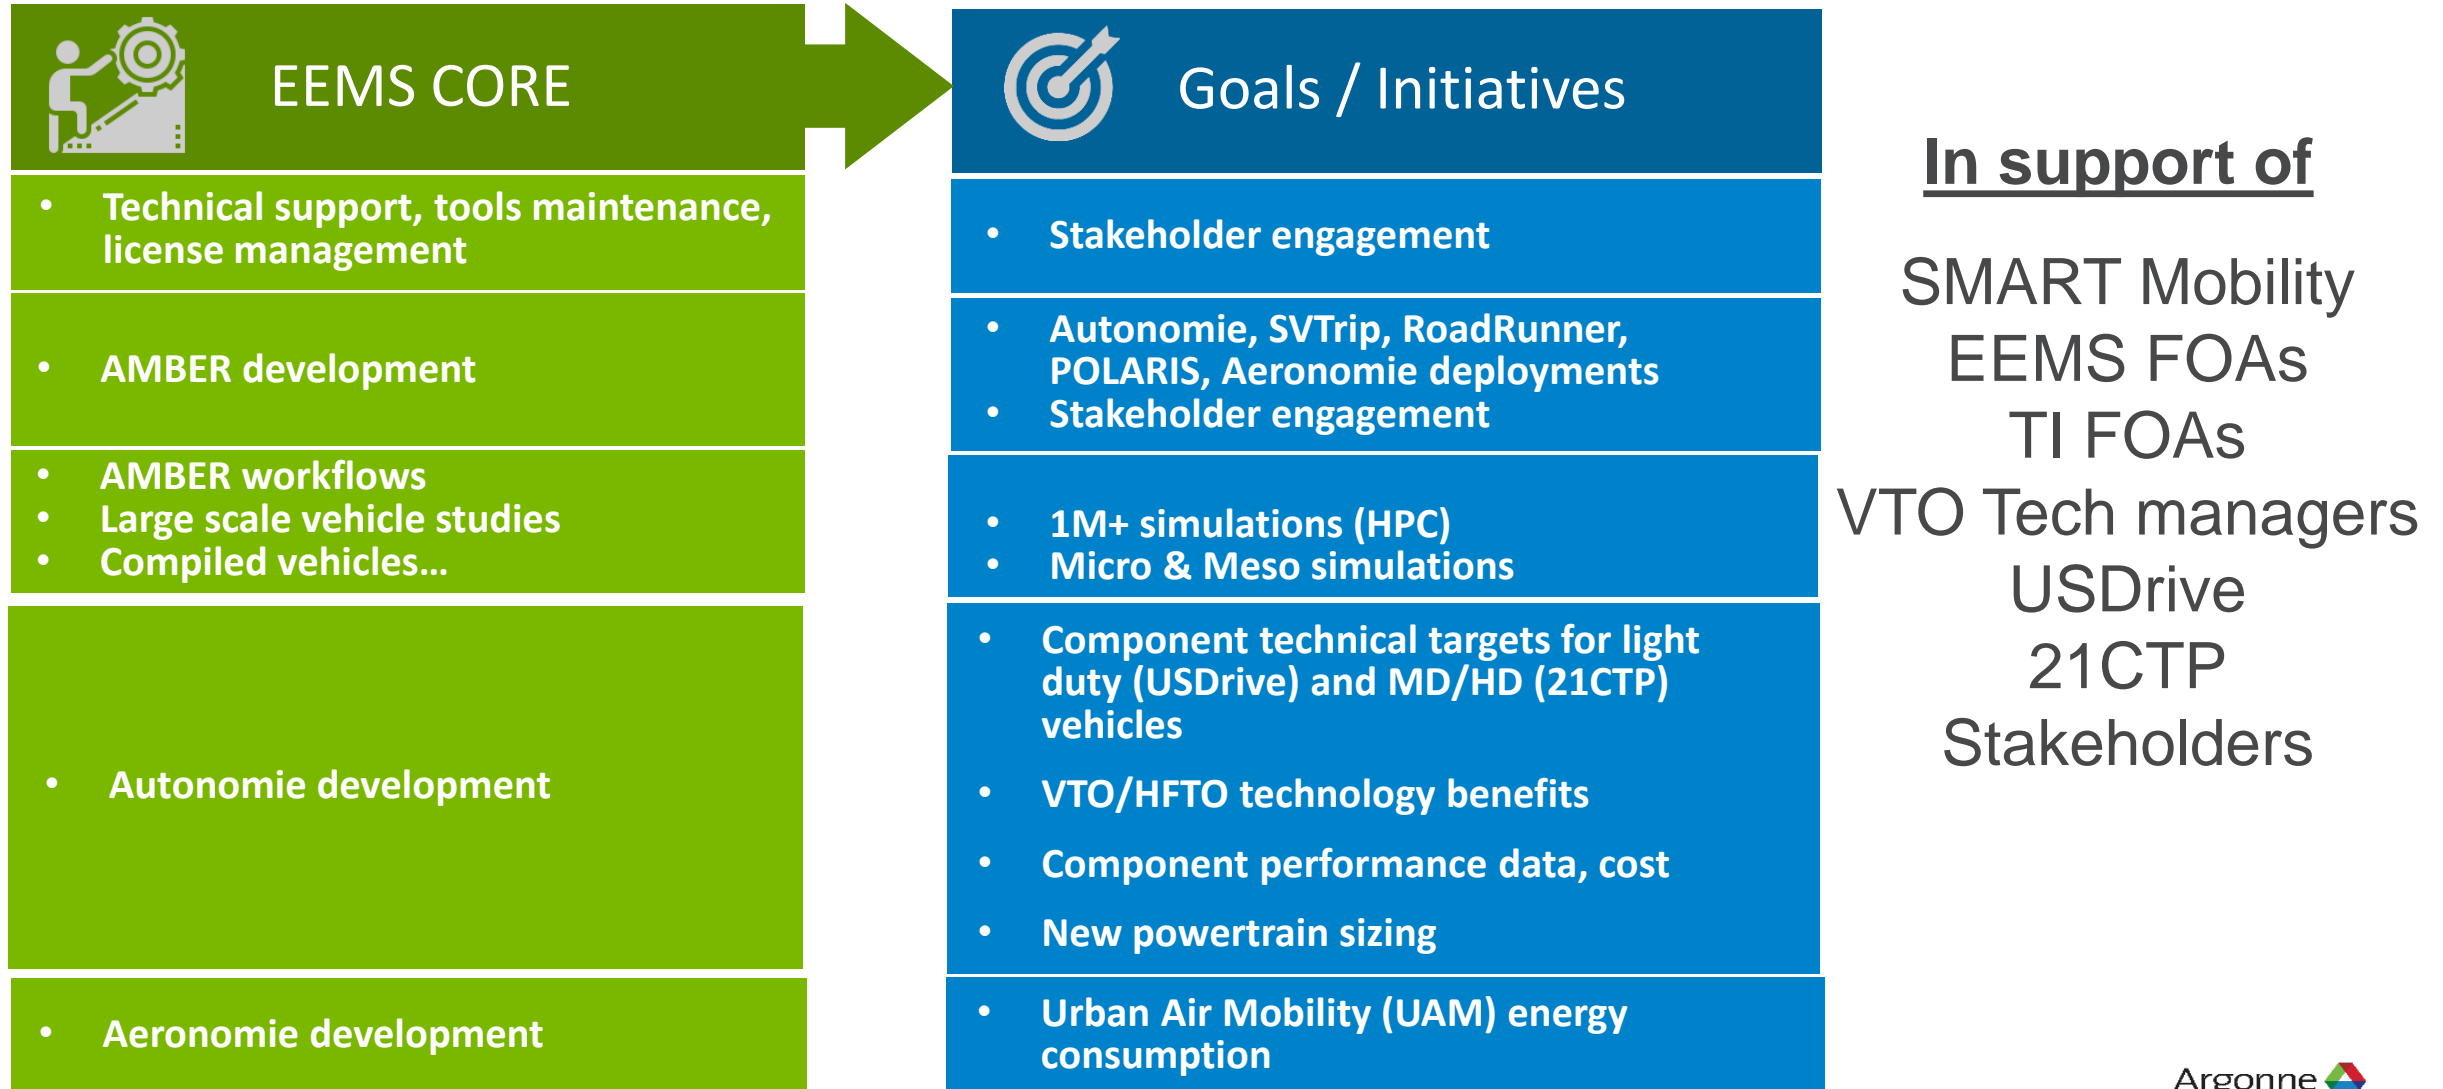 EEMS CORE
• Technical support, tools maintenance,
license management
• AMBER development
• AMBER workflows
• Large scale vehicle studies
• Compiled vehicles…
• Autonomie development
• Aeronomie development
Goals / Initiatives
• Stakeholder engagement
• Autonomie, SVTrip, RoadRunner,
POLARIS, Aeronomie deployments
• Stakeholder engagement
• 1M+ simulations (HPC)
• Micro & Meso simulations
• Component technical targets for light
duty (USDrive) and MD/HD (21CTP)
vehicles
• VTO/HFTO technology benefits
• Component performance data, cost
• New powertrain sizing
• Urban Air Mobility (UAM) energy
consumption
In support of
SMART Mobility
EEMS FOAs
TI FOAs
VTO Tech managers
USDrive
21CTP
Stakeholders
Argonne